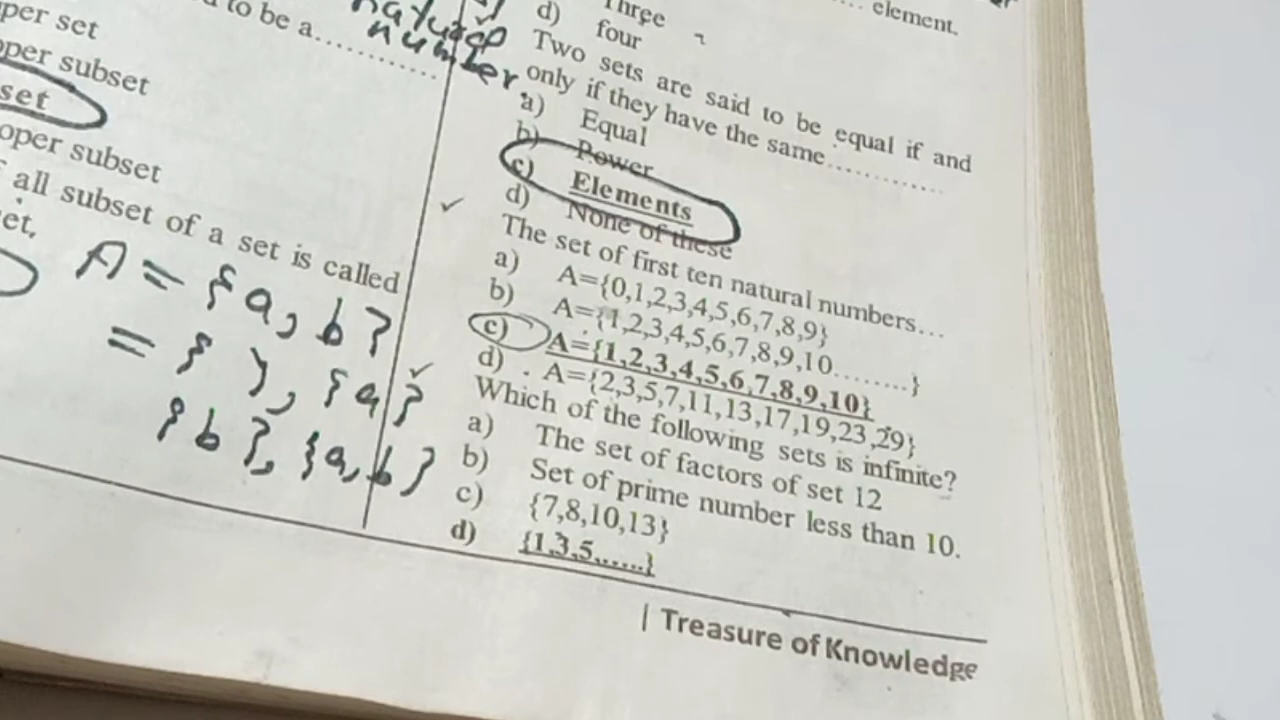 per set
to be a..............
oper subset
set
oper subset
all subset of a set is called
et.
A = {a, b}
= { }, {a}
{b}, {a, b}
natural
number
element.
Three
d) four
Two sets are said to be equal if and
only if they have the same..............
a) Equal
b) Power
c) Elements
d) None of these
The set of first ten natural numbers...
a) A={0,1,2,3,4,5,6,7,8,9}
b) A={1,2,3,4,5,6,7,8,9,10........}
c) A={1,2,3,4,5,6,7,8,9,10}
d) A={2,3,5,7,11,13,17,19,23,29}
Which of the following sets is infinite?
a) The set of factors of set 12
b) Set of prime number less than 10.
c) {7,8,10,13}
d) {1,3,5,.....}
| Treasure of Knowledge